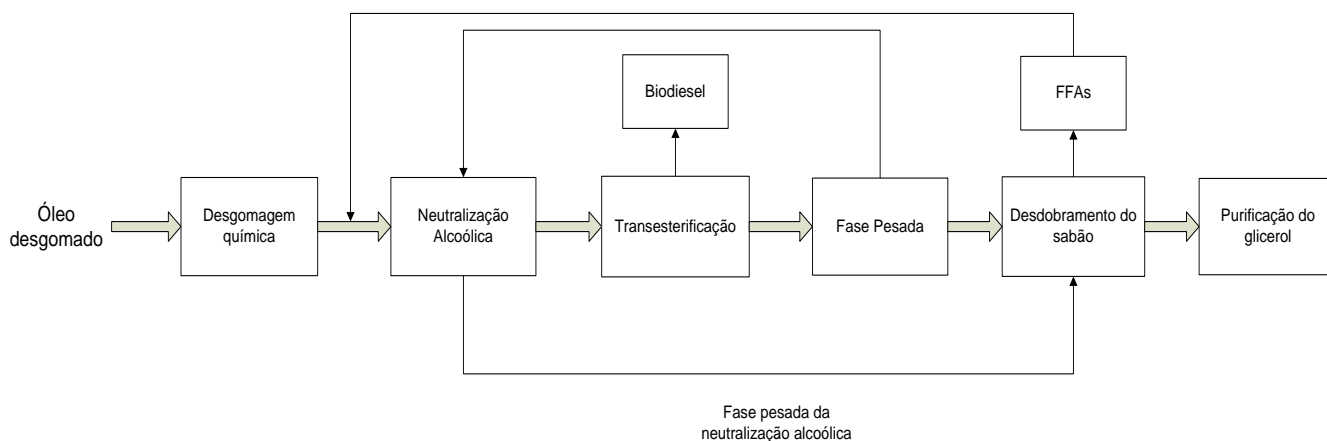 Biodiesel
FFAs
Óleo
desgomado
Desgomagem
química
Neutralização
Alcoólica
Transesterificação
Fase Pesada
Desdobramento do
sabão
Purificação do
glicerol
Fase pesada da
neutralização alcoólica